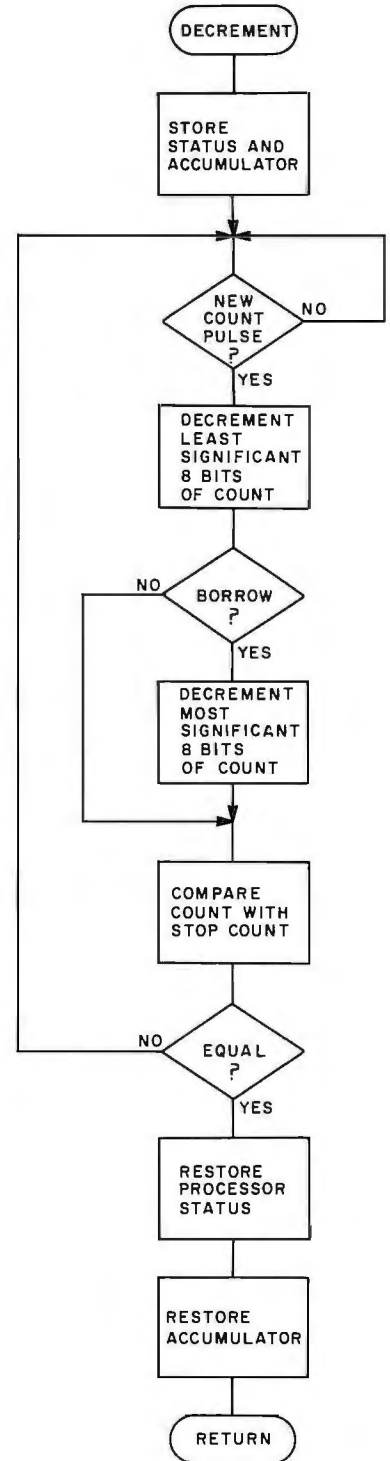 DECREMENT
STORE
STATUS AND
ACCUMULATOR
NEW
COUNT
PULSE
?
NO
YES
DECREMENT
LEAST
SIGNIFICANT
8 BITS
OF COUNT
NO
BORROW
?
YES
DECREMENT
MOST
SIGNIFICANT
8 BITS
OF COUNT
COMPARE
COUNT WITH
STOP COUNT
NO
EQUAL
?
YES
RESTORE
PROCESSOR
STATUS
RESTORE
ACCUMULATOR
RETURN